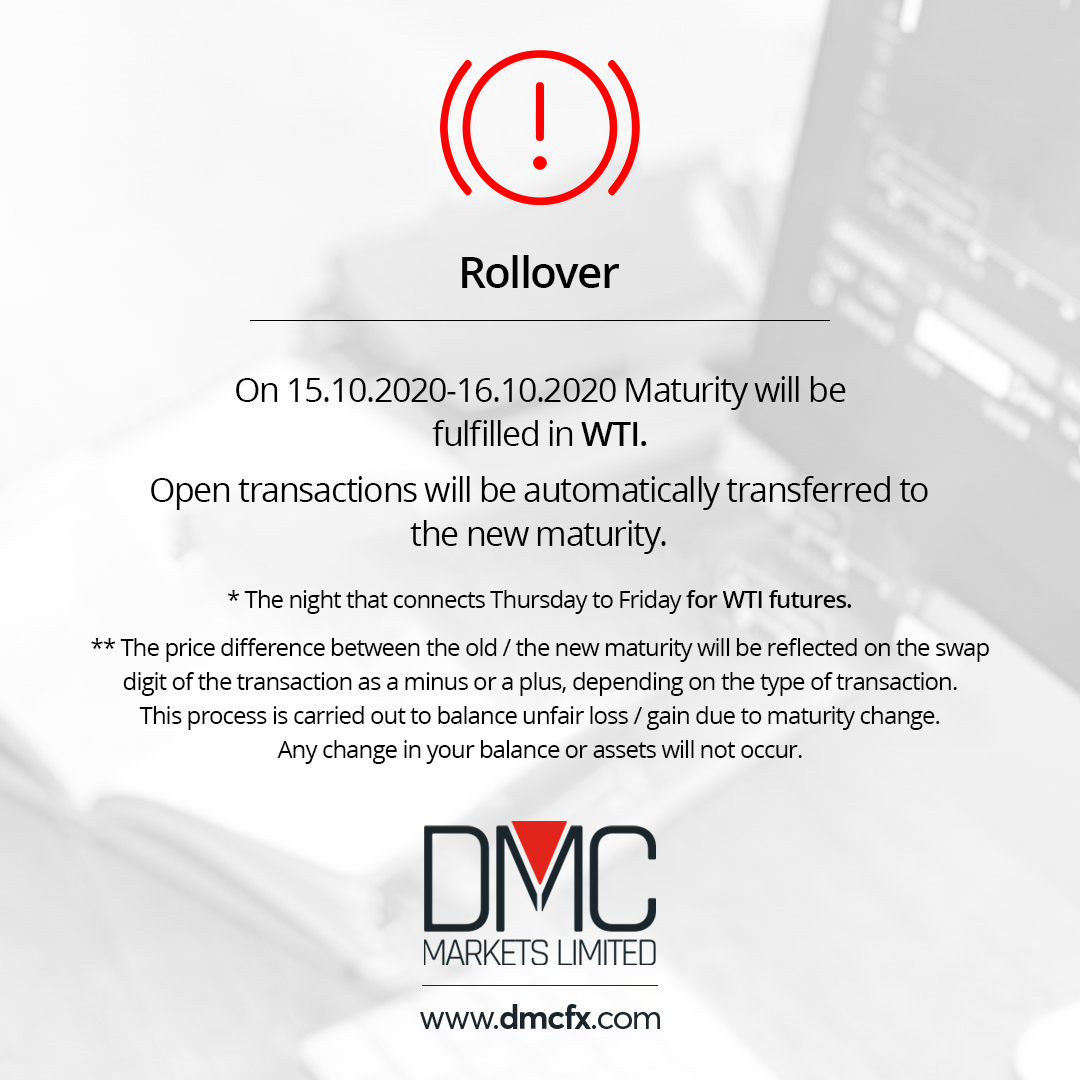 Rollover
On 15.10.2020-16.10.2020 Maturity will be
fulfilled in WTI.
Open transactions will be automatically transferred to
the new maturity.
* The night that connects Thursday to Friday for WTI futures.
** The price difference between the old / the new maturity will be reflected on the swap
digit of the transaction as a minus or a plus, depending on the type of transaction.
This process is carried out to balance unfair loss / gain due to maturity change.
Any change in your balance or assets will not occur.
DMC
MARKETS LIMITED
www.dmcfx.com